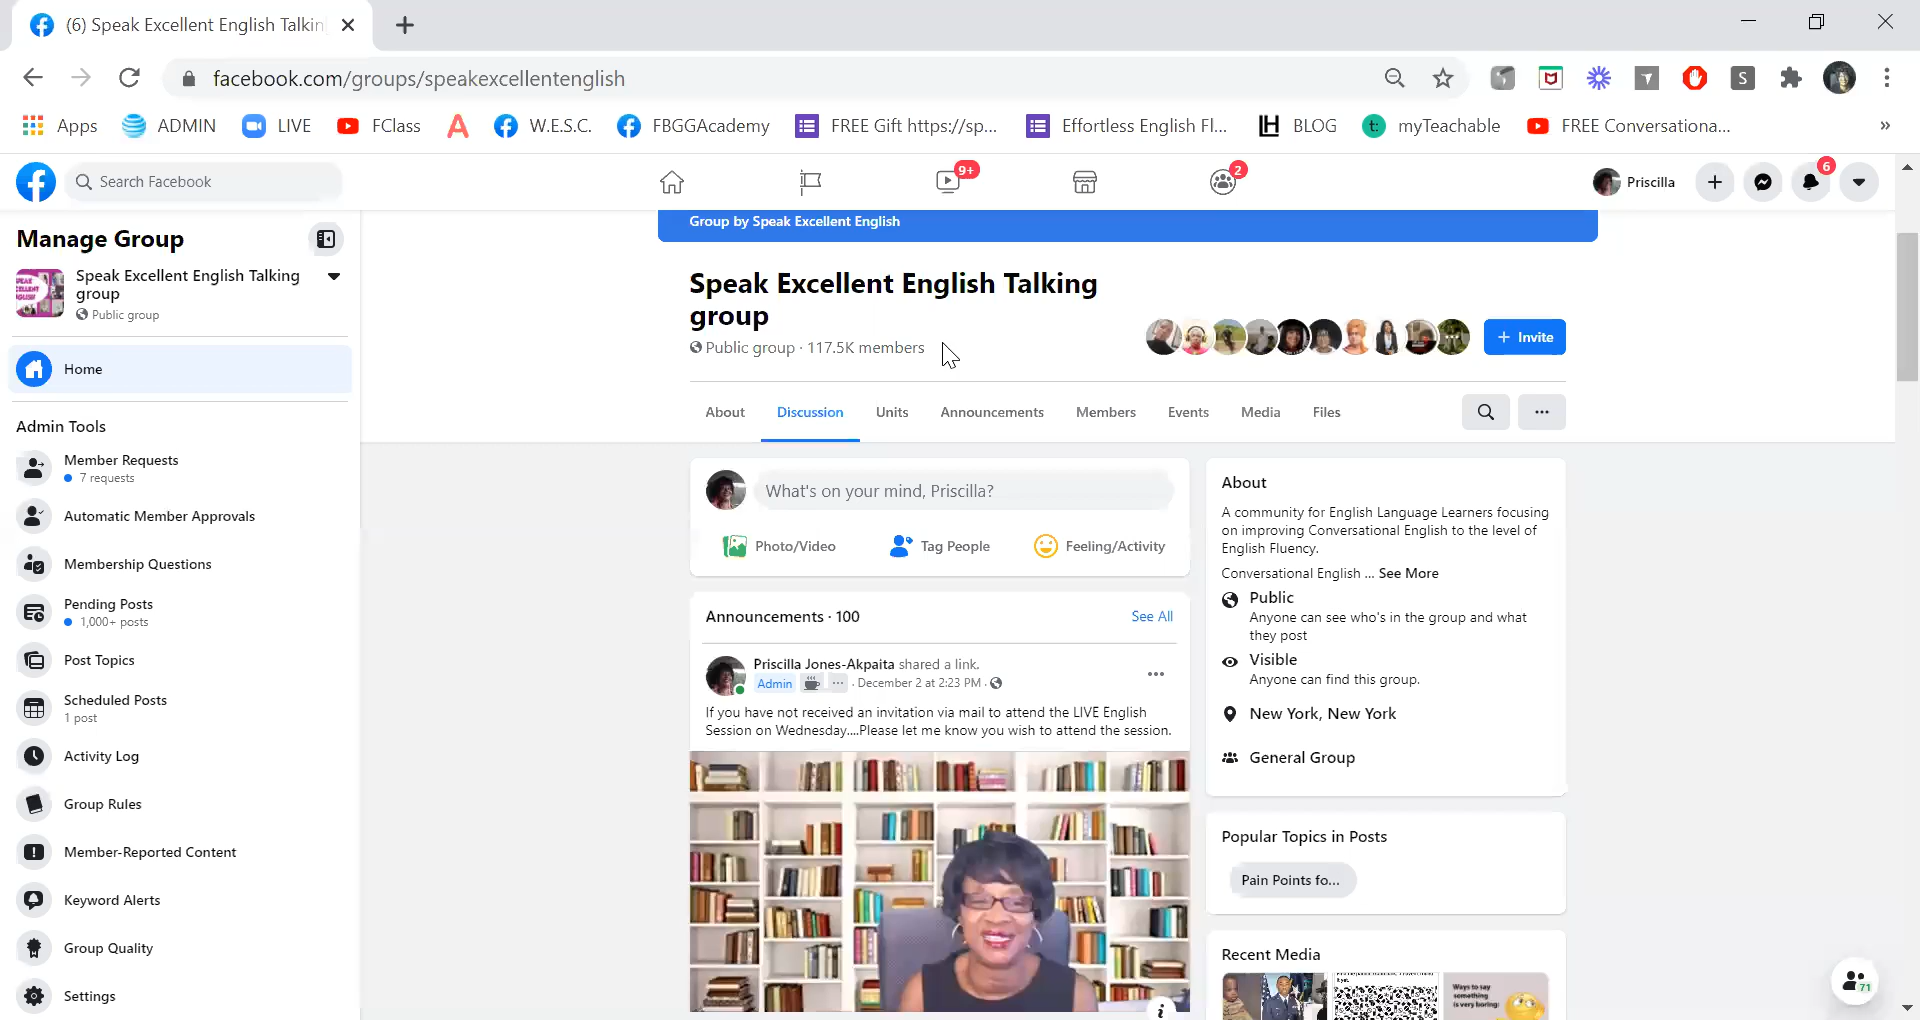 (6) Speak Excellent English Talkin
facebook.com/groups/speakexcellentenglish
S
Apps
ADMIN
LIVE
FClass
W.E.S.C.
FBGGAcademy
FREE Gift https://sp...
Effortless English Fl...
BLOG
t:
myTeachable
FREE Conversationa...
»
Search Facebook
9+
2
Priscilla
6
Manage Group
Speak Excellent English Talking
group
Public group
Home
Admin Tools
Member Requests
7 requests
Automatic Member Approvals
Membership Questions
Pending Posts
1,000+ posts
Post Topics
Scheduled Posts
1 post
Activity Log
Group Rules
Member-Reported Content
Keyword Alerts
Group Quality
Settings
Group by Speak Excellent English
Speak Excellent English Talking
group
Public group · 117.5K members
+ Invite
About
Discussion
Units
Announcements
Members
Events
Media
Files
What's on your mind, Priscilla?
Photo/Video
Tag People
Feeling/Activity
Announcements · 100
See All
Priscilla Jones-Akpaita shared a link.
Admin
· December 2 at 2:23 PM ·
If you have not received an invitation via mail to attend the LIVE English
Session on Wednesday....Please let me know you wish to attend the session.
About
A community for English Language Learners focusing
on improving Conversational English to the level of
English Fluency.
Conversational English ... See More
Public
Anyone can see who's in the group and what
they post
Visible
Anyone can find this group.
New York, New York
General Group
Popular Topics in Posts
Pain Points fo...
Recent Media
Ways to say
something
is very boring:
71